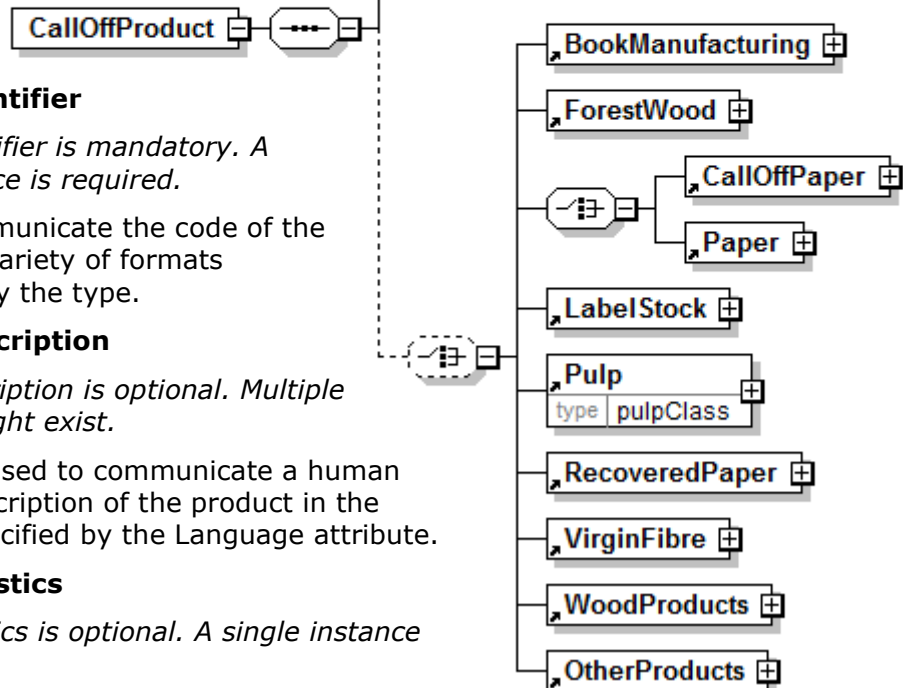 CallOffProduct
ntifier
ifier is mandatory. A
ce is required.
municate the code of the
ariety of formats
y the type.
cription
iption is optional. Multiple
ght exist.
sed to communicate a human
cription of the product in the
cified by the Language attribute.
stics
ics is optional. A single instance
BookManufacturing
ForestWood
CallOffPaper
Paper
LabelStock
Pulp
type pulpClass
RecoveredPaper
VirginFibre
WoodProducts
OtherProducts